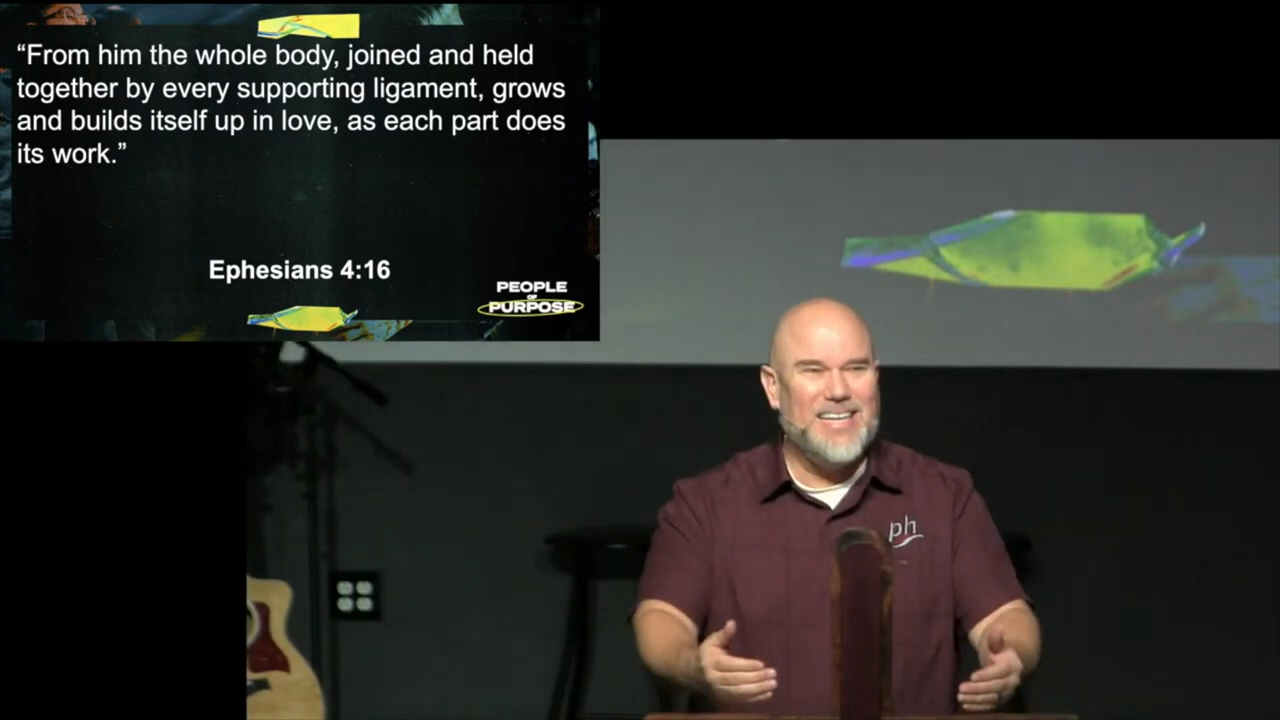 “From him the whole body, joined and held
together by every supporting ligament, grows
and builds itself up in love, as each part does
its work.”
Ephesians 4:16
PEOPLE
OF
PURPOSE
ph